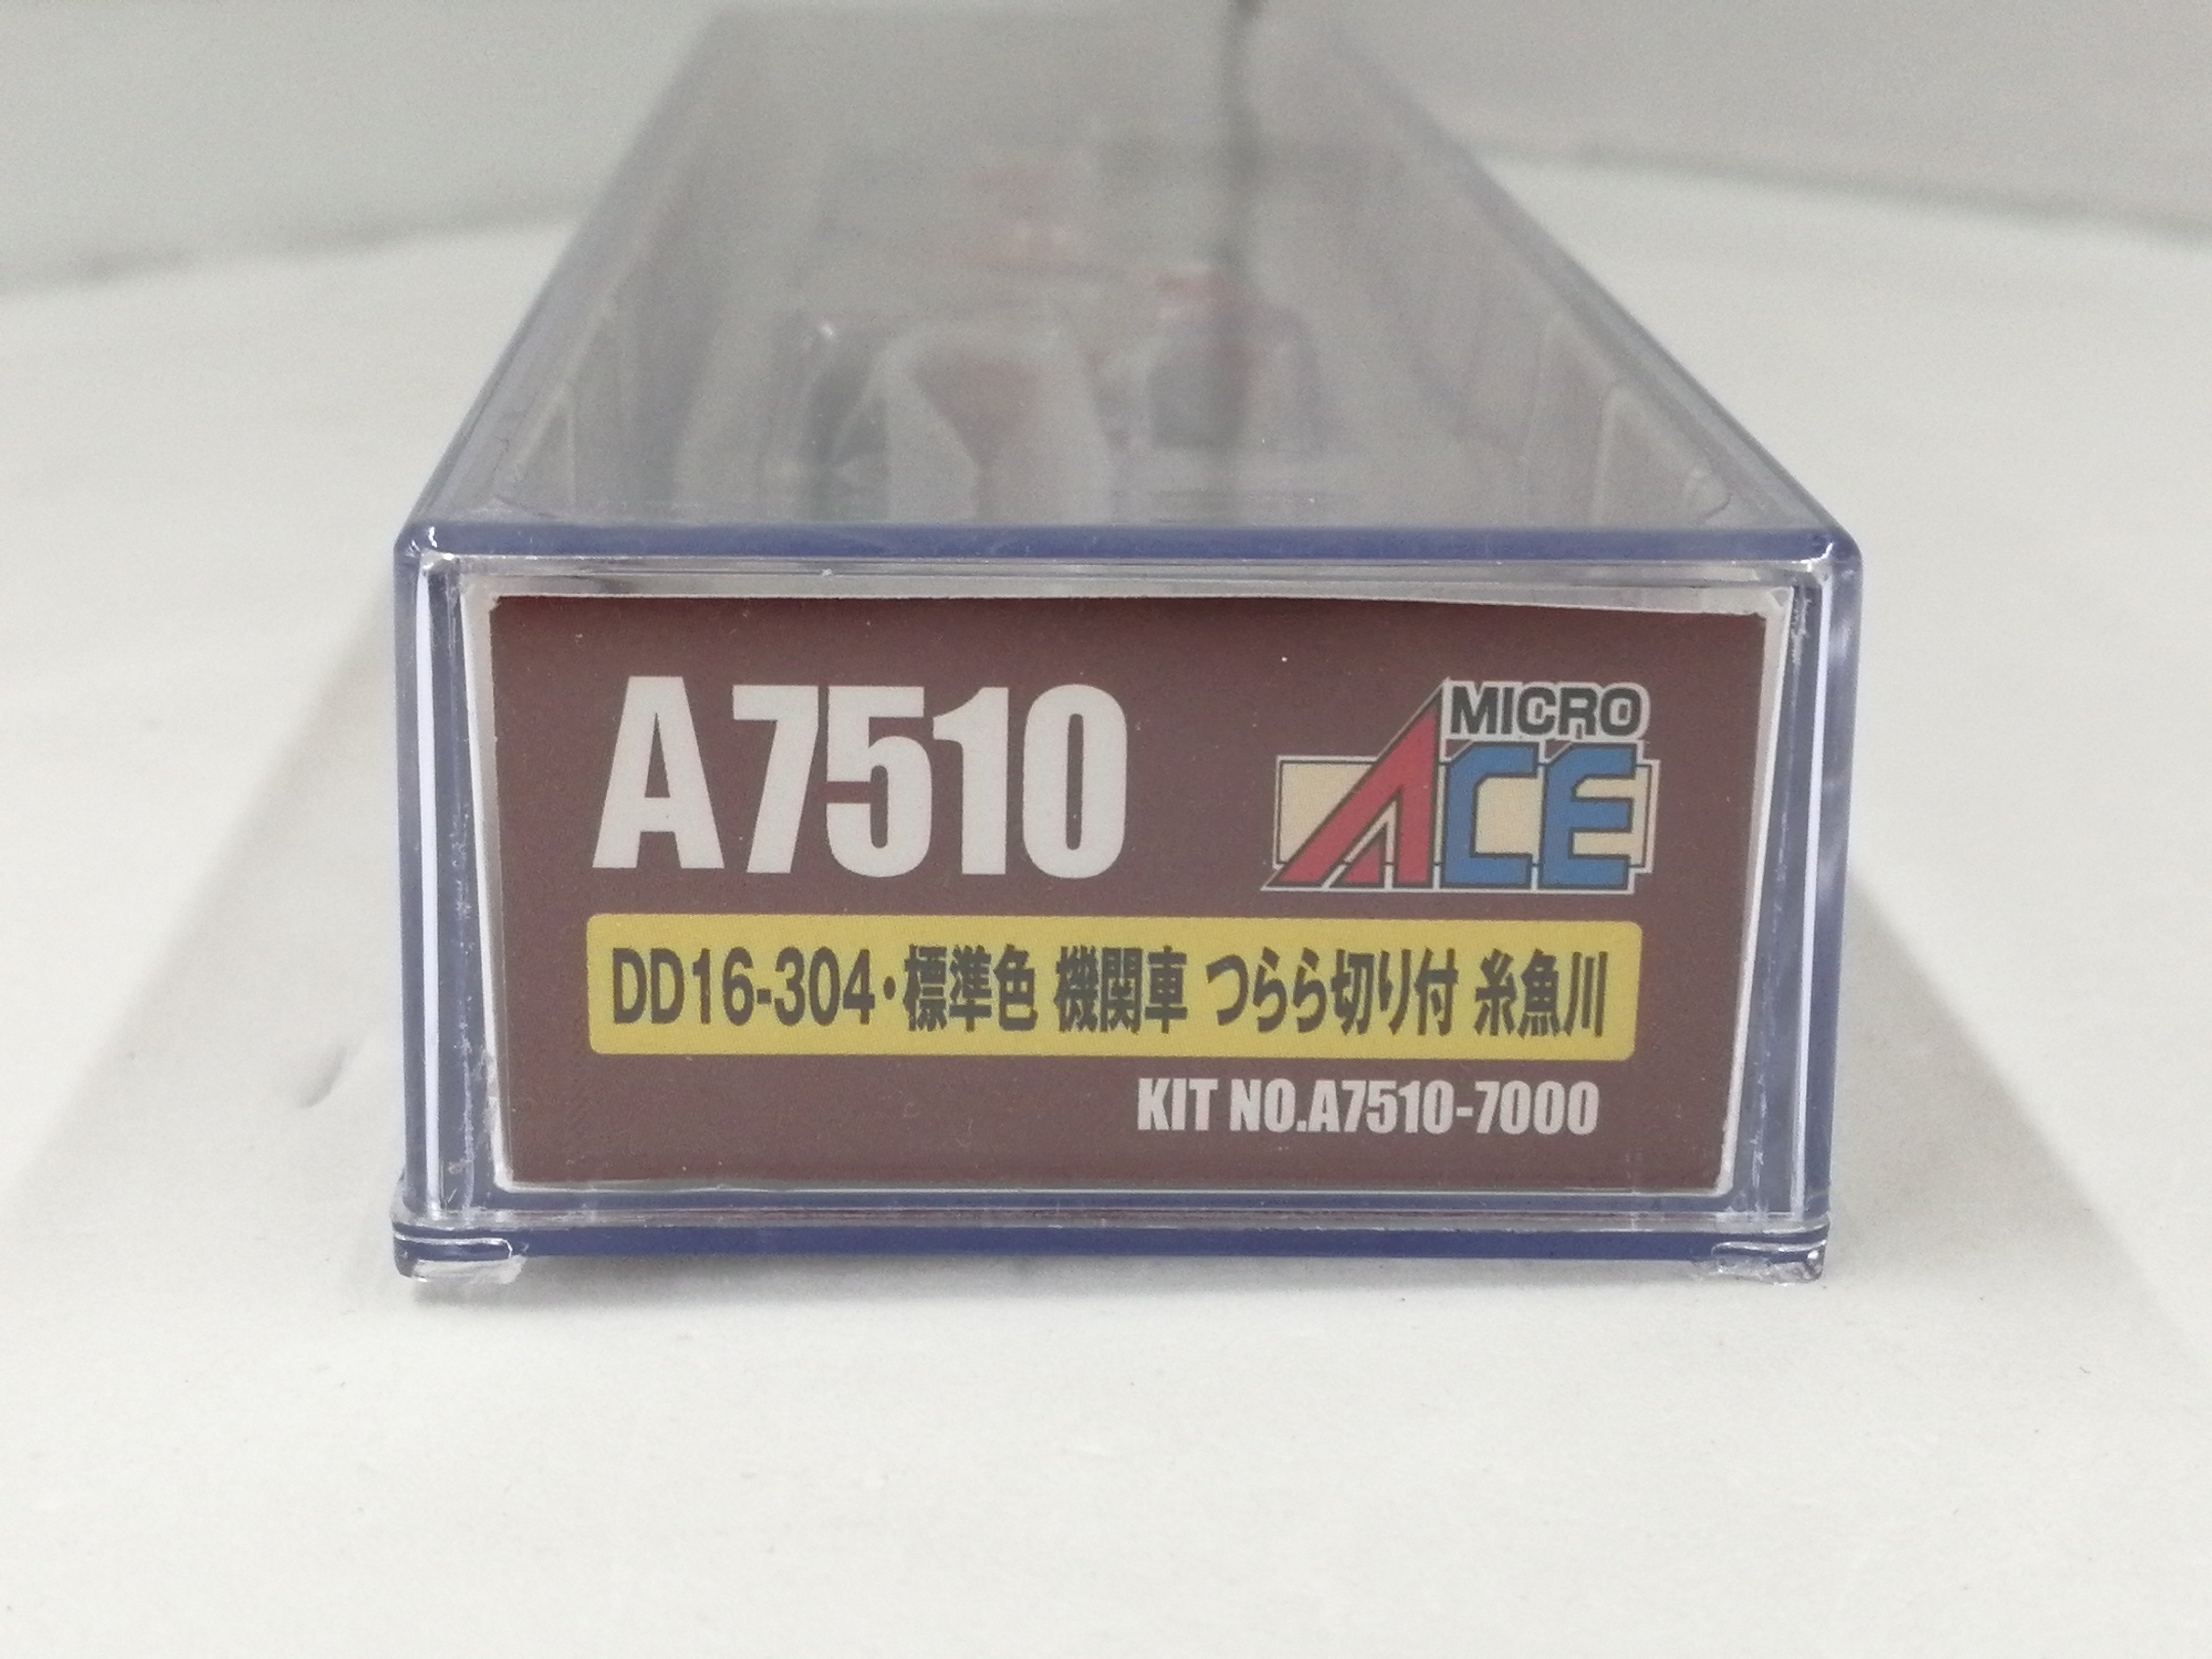 A7510
MICRO
ACE
DD16-304・標準色 機関車 つらら切り付 糸魚川
KIT NO.A7510-7000